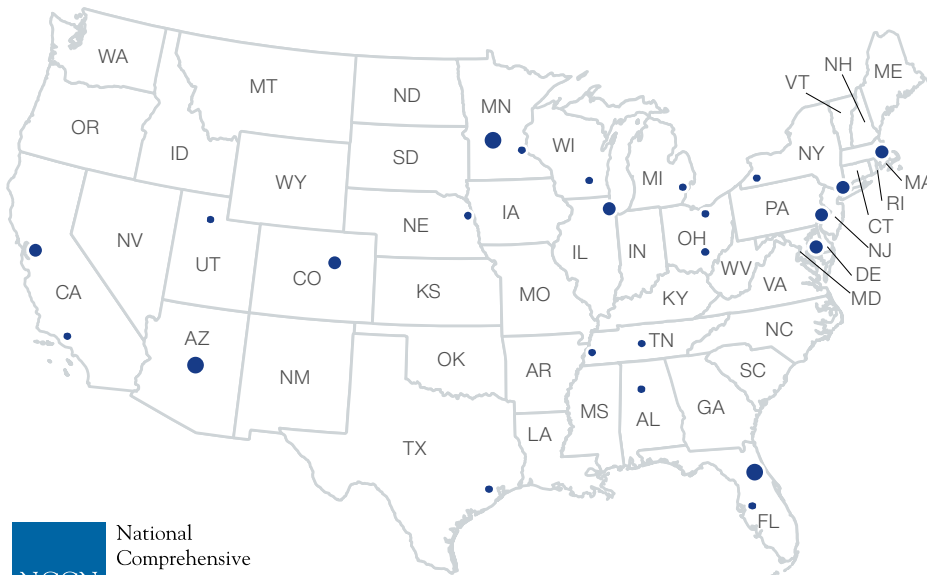 WA
MT
ND
MN
OR
ID
SD
WI
WY
MI
NY
VT
NH
ME
MA
RI
CT
NJ
DE
MD
PA
NV
UT
CO
NE
IA
IL
IN
OH
WV
VA
CA
KS
MO
KY
NC
AZ
NM
OK
AR
TN
SC
TX
LA
MS
AL
GA
FL
National
Comprehensive
NCCN